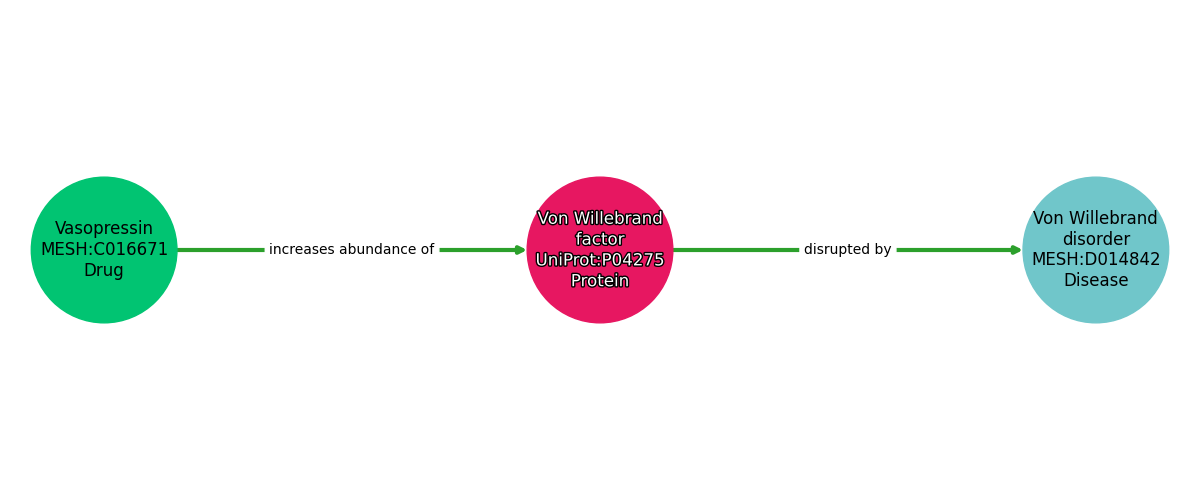 Vasopressin
MESH:C016671
Drug
increases abundance of
Von Willebrand
factor
UniProt:P04275
Protein
disrupted by
Von Willebrand
disorder
MESH:D014842
Disease